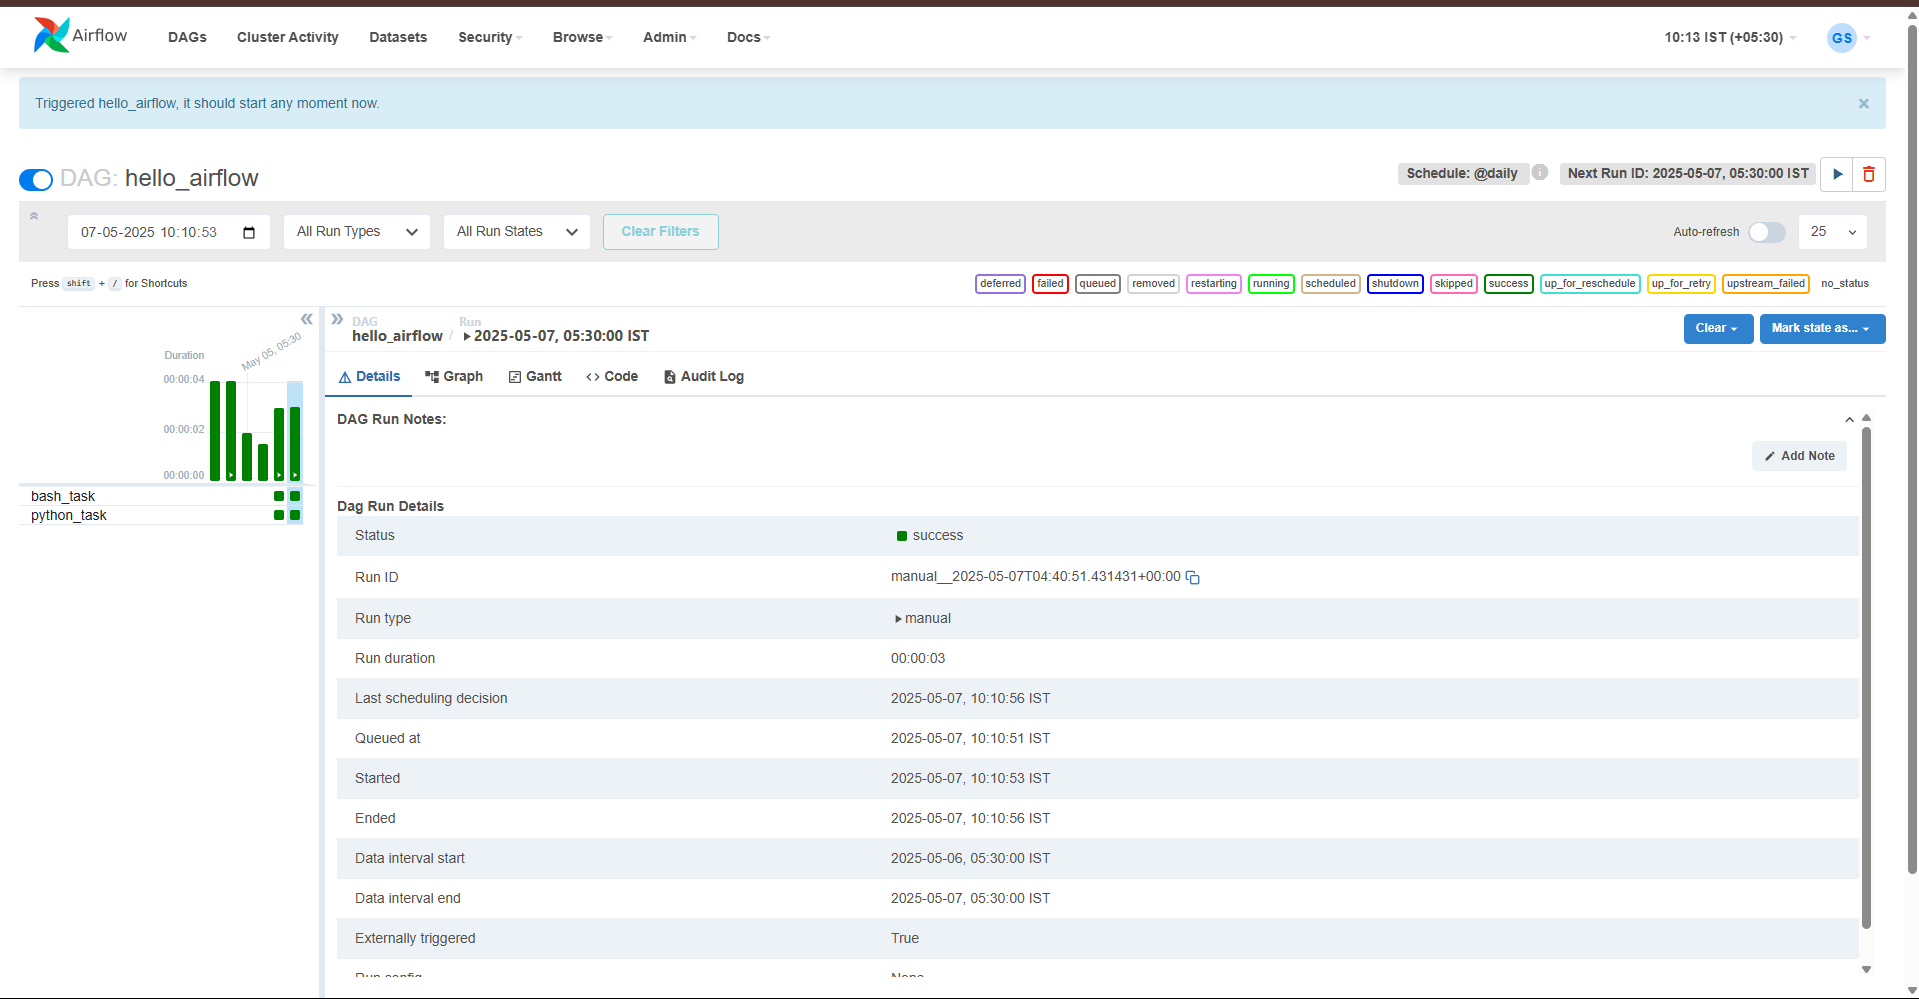 Airflow DAGs Cluster Activity Datasets Security Browse Admin Docs 10:13 IST (+05:30) GS
Triggered hello_airflow, it should start any moment now. ×
DAG: hello_airflow Schedule: @daily Next Run ID: 2025-05-07, 05:30:00 IST
07-05-2025 10:10:53 All Run Types All Run States Clear Filters Auto-refresh 25
Press shift + / for Shortcuts deferred failed queued removed restarting running scheduled shutdown skipped success up_for_reschedule up_for_retry upstream_failed no_status
Duration
May 05, 05:30
00:00:04
00:00:02
00:00:00
bash_task
python_task
DAG Run
hello_airflow / 2025-05-07, 05:30:00 IST Clear Mark state as...
Details Graph Gantt Code Audit Log
DAG Run Notes:
Add Note
Dag Run Details
Status success
Run ID manual__2025-05-07T04:40:51.431431+00:00
Run type manual
Run duration 00:00:03
Last scheduling decision 2025-05-07, 10:10:56 IST
Queued at 2025-05-07, 10:10:51 IST
Started 2025-05-07, 10:10:53 IST
Ended 2025-05-07, 10:10:56 IST
Data interval start 2025-05-06, 05:30:00 IST
Data interval end 2025-05-07, 05:30:00 IST
Externally triggered True
Run config None